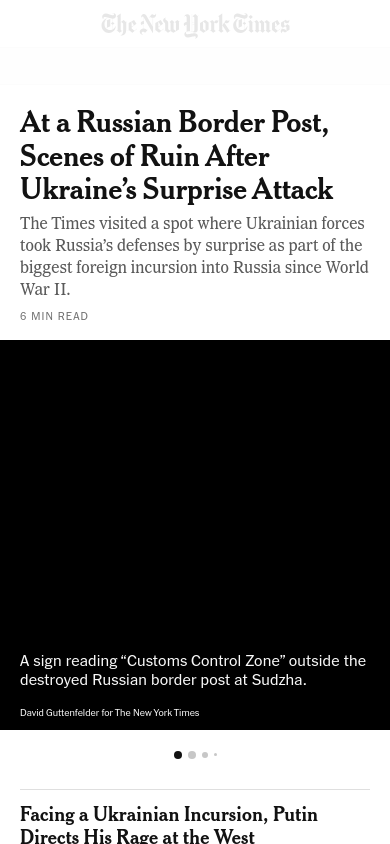 The New York Times
At a Russian Border Post,
Scenes of Ruin After
Ukraine’s Surprise Attack
The Times visited a spot where Ukrainian forces
took Russia’s defenses by surprise as part of the
biggest foreign incursion into Russia since World
War II.
6 MIN READ
A sign reading “Customs Control Zone” outside the
destroyed Russian border post at Sudzha.
David Guttenfelder for The New York Times
Facing a Ukrainian Incursion, Putin
Directs His Rage at the West